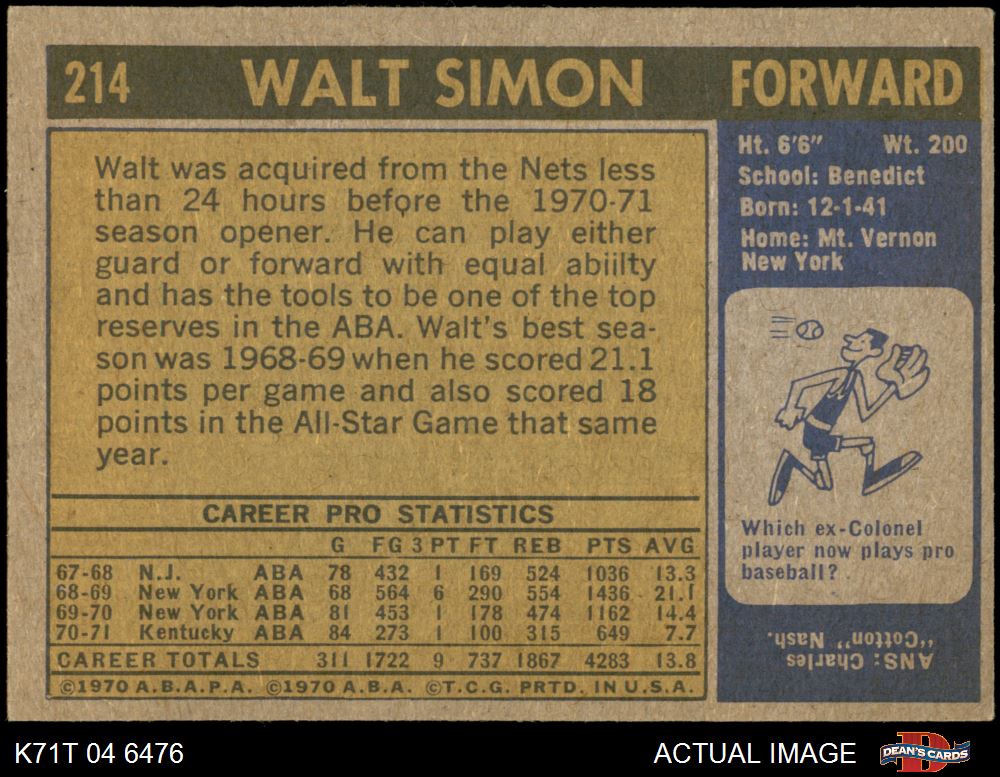 214 WALT SIMON FORWARD
Walt was acquired from the Nets less
than 24 hours before the 1970-71
season opener. He can play either
guard or forward with equal abiilty
and has the tools to be one of the top
reserves in the ABA. Walt's best sea-
son was 1968-69 when he scored 21.1
points per game and also scored 18
points in the All-Star Game that same
year.
CAREER PRO STATISTICS
G FG 3 PT FT REB PTS AVG
67-68 N.J. ABA 78 432 1 169 524 1036 13.3
68-69 New York ABA 68 564 6 290 554 1436 21.1
69-70 New York ABA 81 453 1 178 474 1162 14.4
70-71 Kentucky ABA 84 273 1 100 315 649 7.7
CAREER TOTALS 311 1722 9 737 1867 4283 13.8
©1970 A.B.A.P.A. ©1970 A.B.A. ©T.C.G. PRTD. IN U.S.A.
Ht. 6'6" Wt. 200
School: Benedict
Born: 12-1-41
Home: Mt. Vernon
New York
Which ex-Colonel
player now plays pro
baseball?
ANS: Charles
"Cotton" Nash.
K71T 04 6476 ACTUAL IMAGE DEAN'S CARDS